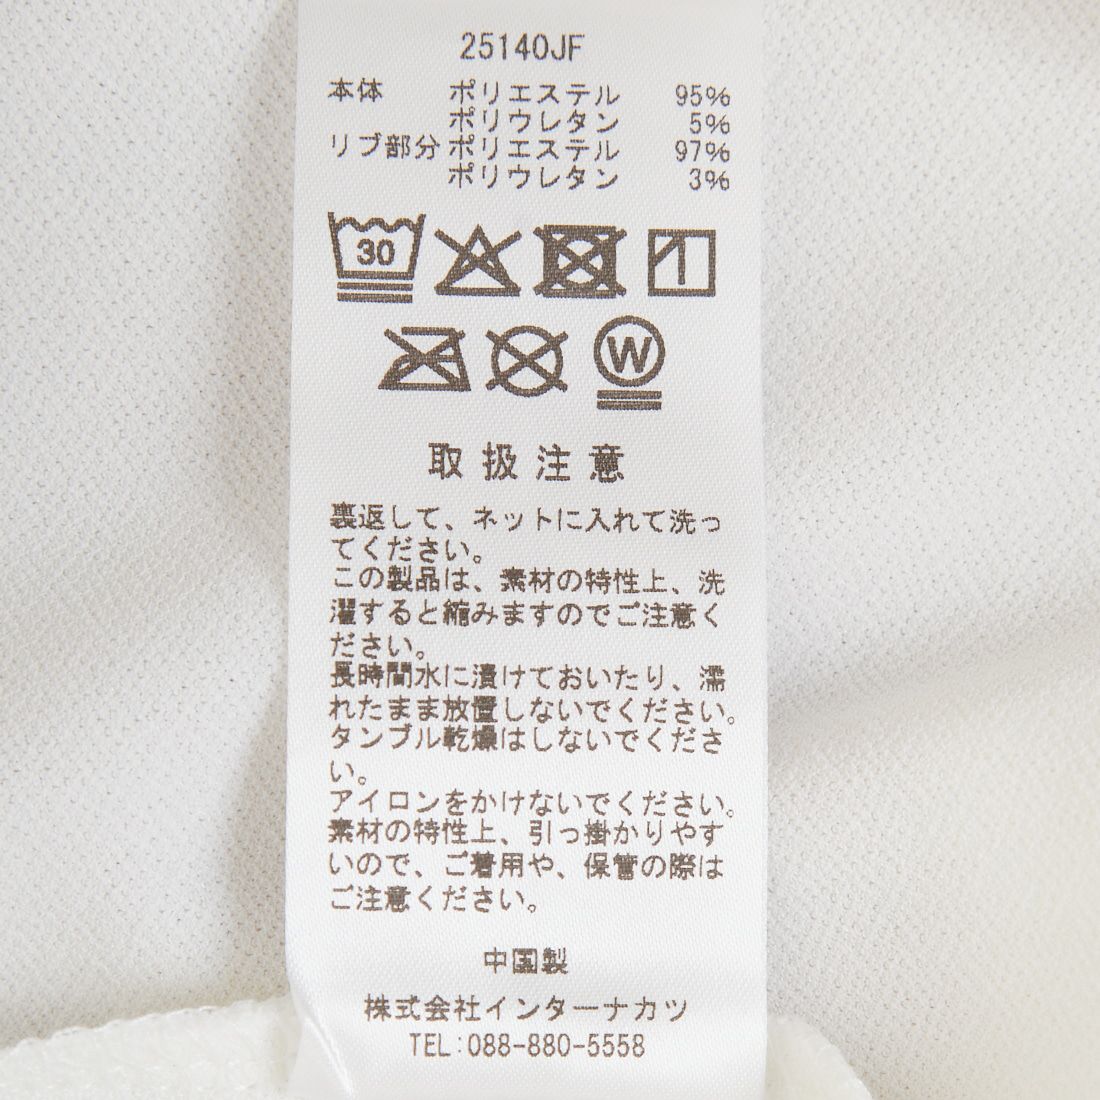 25140JF
本体 ポリエステル 95%
ポリウレタン 5%
リブ部分 ポリエステル 97%
ポリウレタン 3%
30
W
取扱注意
裏返して、ネットに入れて洗っ
てください。
この製品は、素材の特性上、洗
濯すると縮みますのでご注意く
ださい。
長時間水に漬けておいたり、濡
れたまま放置しないでください。
タンブル乾燥はしないでくださ
い。
アイロンをかけないでください。
素材の特性上、引っ掛かりやす
いので、ご着用や、保管の際は
ご注意ください。
中国製
株式会社インターナカツ
TEL:088-880-5558